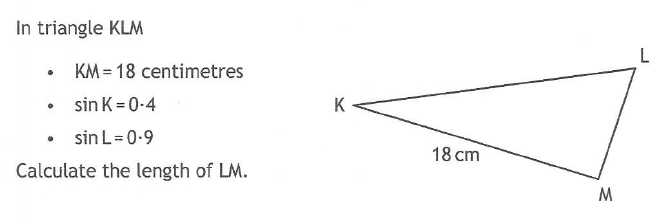 In triangle KLM
• KM = 18 centimetres
• sin K = 0·4
• sin L = 0·9
Calculate the length of LM.
K
L
18 cm
M